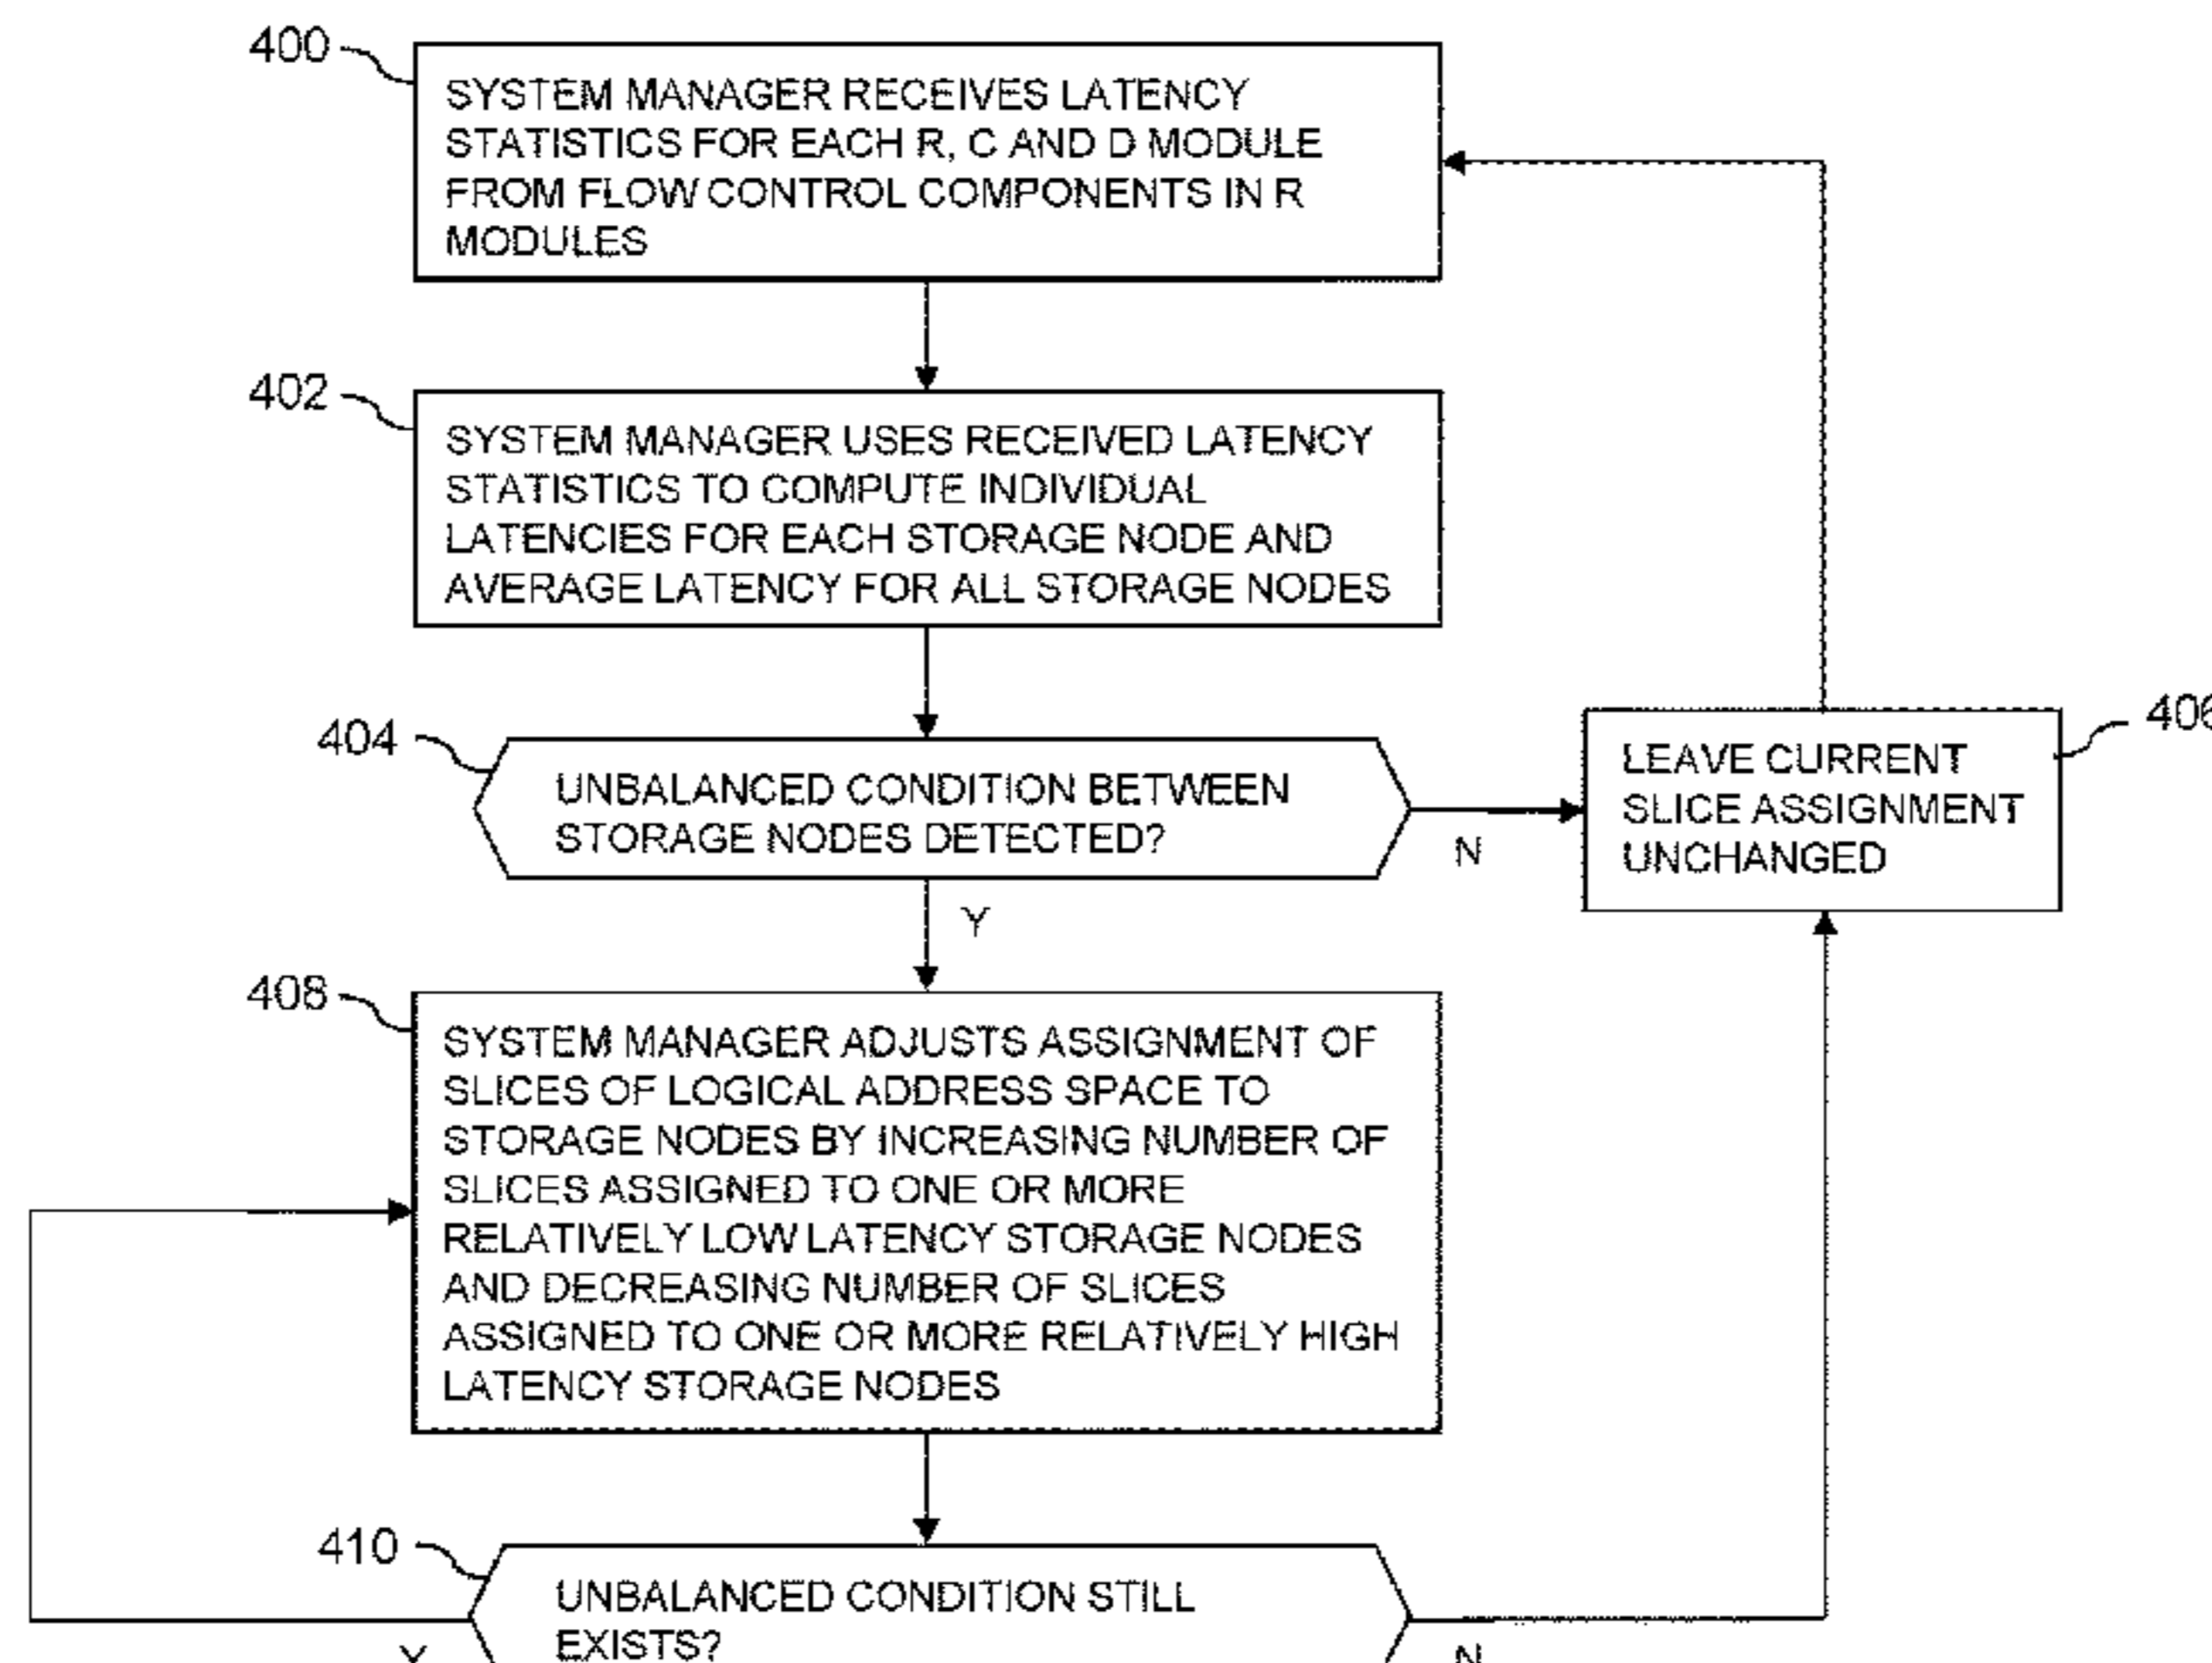 400
SYSTEM MANAGER RECEIVES LATENCY
STATISTICS FOR EACH R, C AND D MODULE
FROM FLOW CONTROL COMPONENTS IN R
MODULES
402
SYSTEM MANAGER USES RECEIVED LATENCY
STATISTICS TO COMPUTE INDIVIDUAL
LATENCIES FOR EACH STORAGE NODE AND
AVERAGE LATENCY FOR ALL STORAGE NODES
404
UNBALANCED CONDITION BETWEEN
STORAGE NODES DETECTED?
N
Y
406
LEAVE CURRENT
SLICE ASSIGNMENT
UNCHANGED
408
SYSTEM MANAGER ADJUSTS ASSIGNMENT OF
SLICES OF LOGICAL ADDRESS SPACE TO
STORAGE NODES BY INCREASING NUMBER OF
SLICES ASSIGNED TO ONE OR MORE
RELATIVELY LOW LATENCY STORAGE NODES
AND DECREASING NUMBER OF SLICES
ASSIGNED TO ONE OR MORE RELATIVELY HIGH
LATENCY STORAGE NODES
410
UNBALANCED CONDITION STILL
EXISTS?
Y
N